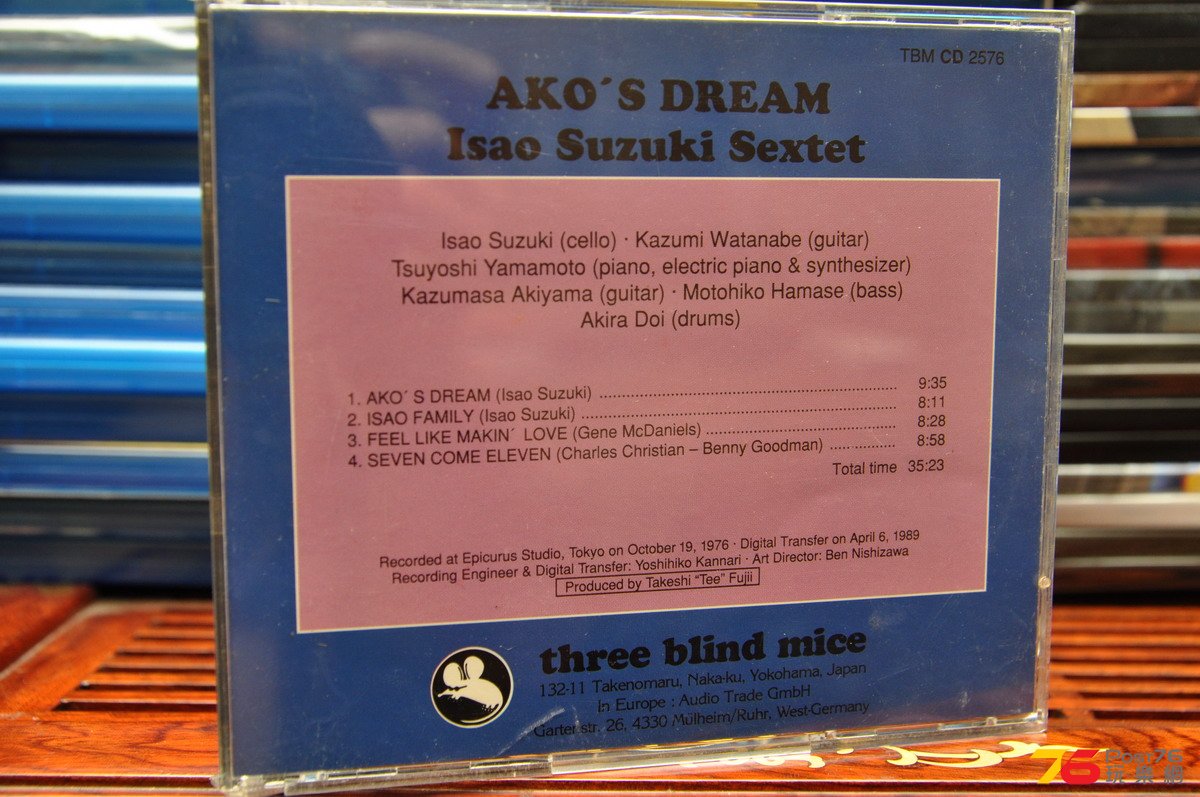 TBM CD 2576
AKO´S DREAM
Isao Suzuki Sextet
Isao Suzuki (cello) · Kazumi Watanabe (guitar)
Tsuyoshi Yamamoto (piano, electric piano & synthesizer)
Kazumasa Akiyama (guitar) · Motohiko Hamase (bass)
Akira Doi (drums)
1. AKO´ S DREAM (Isao Suzuki) ........ 9:35
2. ISAO FAMILY (Isao Suzuki) ........ 8:11
3. FEEL LIKE MAKIN´ LOVE (Gene McDaniels) ........ 8:28
4. SEVEN COME ELEVEN (Charles Christian – Benny Goodman) ........ 8:58
Total time 35:23
Recorded at Epicurus Studio, Tokyo on October 19, 1976 · Digital Transfer on April 6, 1989
Recording Engineer & Digital Transfer: Yoshihiko Kannari · Art Director: Ben Nishizawa
Produced by Takeshi “Tee” Fujii
three blind mice
132-11 Takenomaru, Naka-ku, Yokohama, Japan
In Europe : Audio Trade GmbH
Gartenstr. 26, 4330 Mülheim/Ruhr, West-Germany
76 Post76
玩樂網